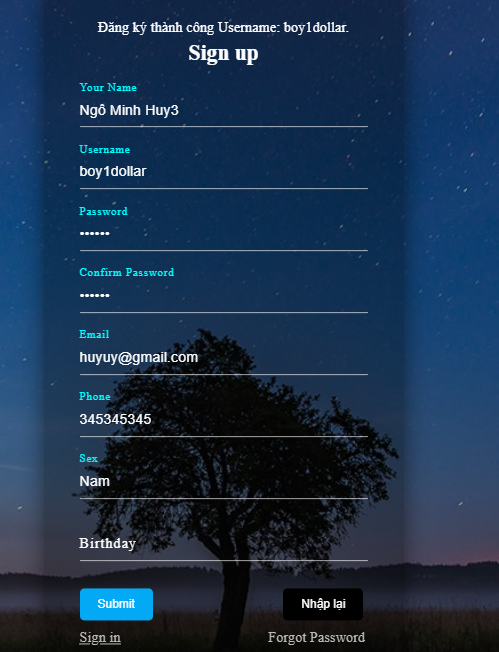 Đăng ký thành công Username: boy1dollar.
Sign up
Your Name
Ngô Minh Huy3
Username
boy1dollar
Password
••••••
Confirm Password
••••••
Email
huyuy@gmail.com
Phone
345345345
Sex
Nam
Birthday
Submit Nhập lại
Sign in Forgot Password